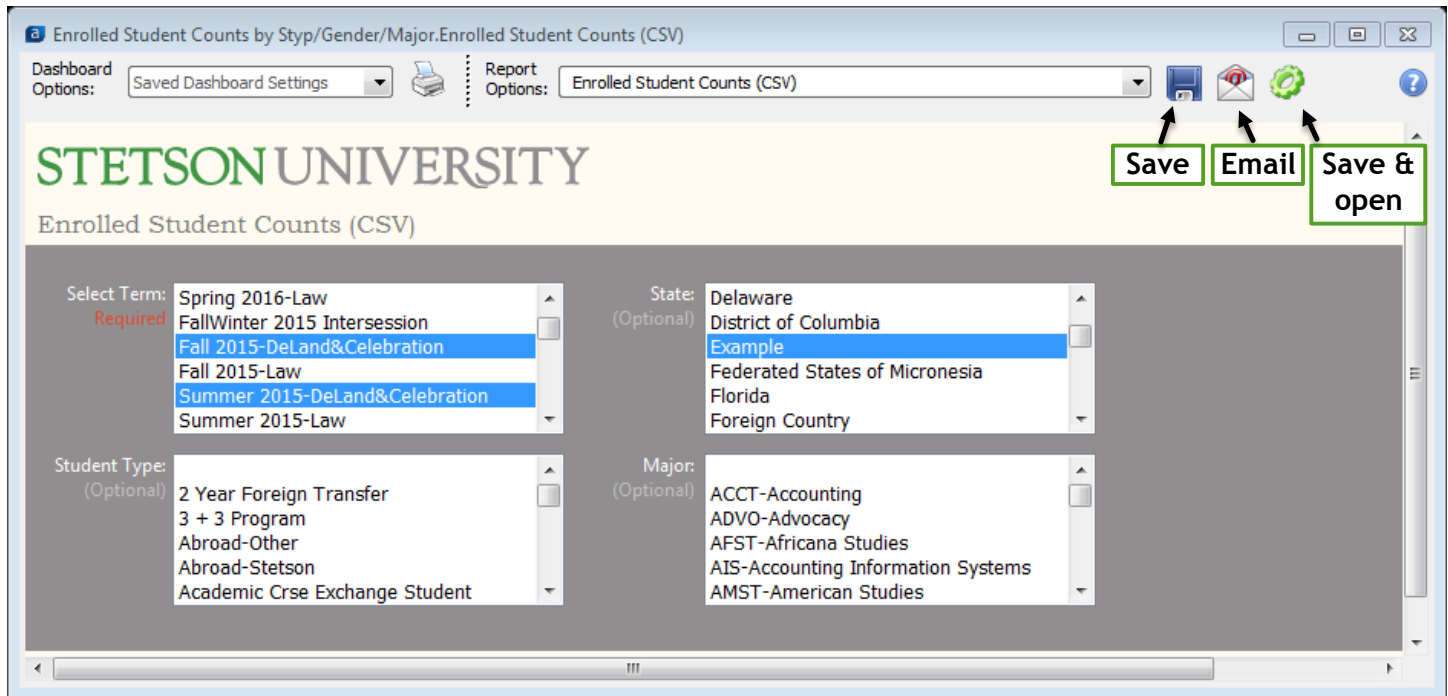 Enrolled Student Counts by Styp/Gender/Major.Enrolled Student Counts (CSV)
Dashboard Options: Saved Dashboard Settings
Report Options: Enrolled Student Counts (CSV)
Save
Email
Save & open
STETSON UNIVERSITY
Enrolled Student Counts (CSV)
Select Term:
Required
Spring 2016-Law
FallWinter 2015 Intersession
Fall 2015-DeLand&Celebration
Fall 2015-Law
Summer 2015-DeLand&Celebration
Summer 2015-Law
State:
(Optional)
Delaware
District of Columbia
Example
Federated States of Micronesia
Florida
Foreign Country
Student Type:
(Optional)
2 Year Foreign Transfer
3 + 3 Program
Abroad-Other
Abroad-Stetson
Academic Crse Exchange Student
Major:
(Optional)
ACCT-Accounting
ADVO-Advocacy
AFST-Africana Studies
AIS-Accounting Information Systems
AMST-American Studies